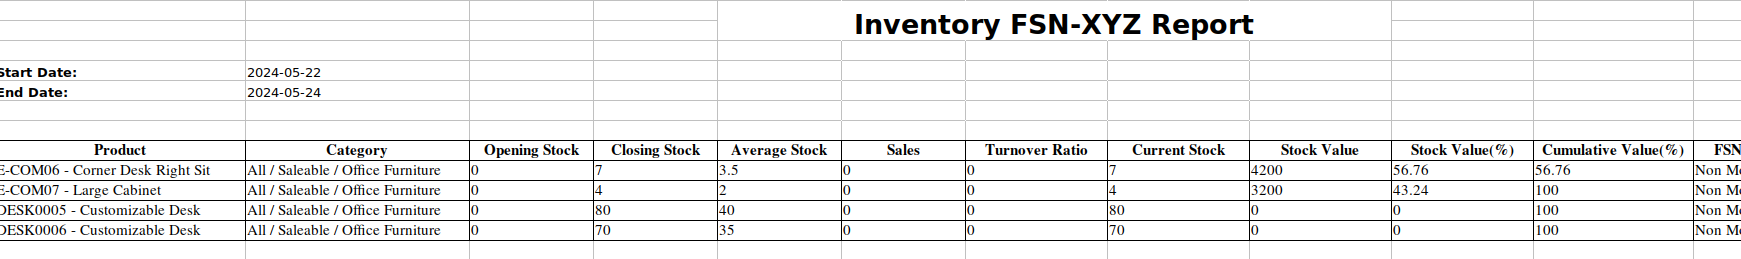 Inventory FSN-XYZ Report
Start Date: 2024-05-22
End Date: 2024-05-24
Product Category Opening Stock Closing Stock Average Stock Sales Turnover Ratio Current Stock Stock Value Stock Value(%) Cumulative Value(%) FSN
E-COM06 - Corner Desk Right Sit All / Saleable / Office Furniture 0 7 3.5 0 0 7 4200 56.76 56.76 Non
E-COM07 - Large Cabinet All / Saleable / Office Furniture 0 4 2 0 0 4 3200 43.24 100 Non
DESK0005 - Customizable Desk All / Saleable / Office Furniture 0 80 40 0 0 80 0 0 100 Non
DESK0006 - Customizable Desk All / Saleable / Office Furniture 0 70 35 0 0 70 0 0 100 Non